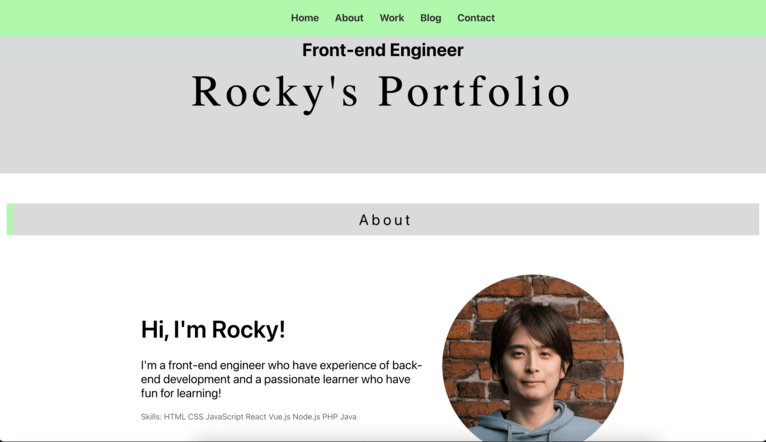 Home About Work Blog Contact
Front-end Engineer
Rocky's Portfolio
About
Hi, I'm Rocky!
I'm a front-end engineer who have experience of back-
end development and a passionate learner who have
fun for learning!
Skills: HTML CSS JavaScript React Vue.js Node.js PHP Java